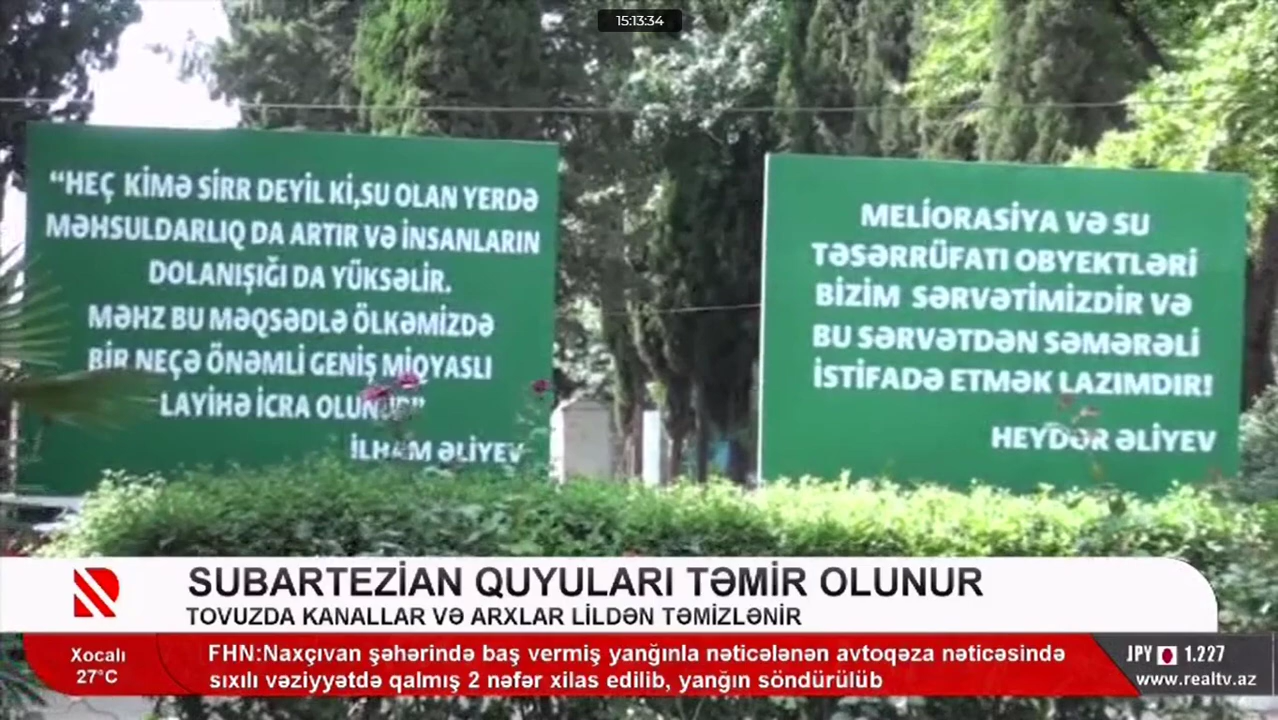 15:13:34
“HEÇ KİMƏ SİRR DEYİL Kİ,SU OLAN YERDƏ
MƏHSULDARLIQ DA ARTIR VƏ İNSANLARIN
DOLANIŞIĞI DA YÜKSƏLİR.
MƏHZ BU MƏQSƏDLƏ ÖLKƏMİZDƏ
BİR NEÇƏ ÖNƏMLİ GENİŞ MİQYASLI
LAYİHƏ İCRA OLUNUR”
İLHAM ƏLİYEV
MELİORASİYA VƏ SU
TƏSƏRRÜFATI OBYEKTLƏRİ
BİZİM SƏRVƏTİMİZDİR VƏ
BU SƏRVƏTDƏN SƏMƏRƏLİ
İSTİFADƏ ETMƏK LAZIMDIR!
HEYDƏR ƏLİYEV
SUBARTEZİAN QUYULARI TƏMİR OLUNUR
TOVUZDA KANALLAR VƏ ARXLAR LİLDƏN TƏMİZLƏNİR
Xocalı
27°C
FHN:Naxçıvan şəhərində baş vermiş yanğınla nəticələnən avtoqəza nəticəsində
sıxılı vəziyyətdə qalmış 2 nəfər xilas edilib, yanğın söndürülüb
JPY 1.227
www.realtv.az